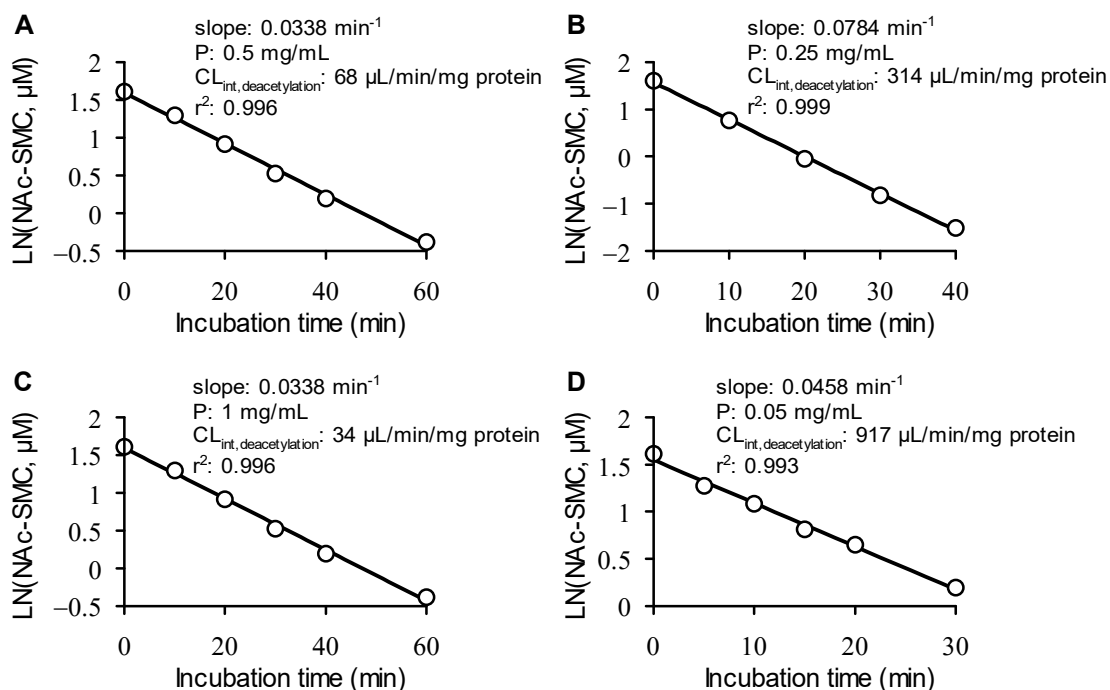 A
slope: 0.0338 min⁻¹
P: 0.5 mg/mL
CLint,deacetylation: 68 µL/min/mg protein
r²: 0.996
LN(NAc-SMC, µM)
2
1.5
1
0.5
0
–0.5
0 20 40 60
Incubation time (min)
B
slope: 0.0784 min⁻¹
P: 0.25 mg/mL
CLint,deacetylation: 314 µL/min/mg protein
r²: 0.999
LN(NAc-SMC, µM)
2
1
0
–1
–2
0 10 20 30 40
Incubation time (min)
C
slope: 0.0338 min⁻¹
P: 1 mg/mL
CLint,deacetylation: 34 µL/min/mg protein
r²: 0.996
LN(NAc-SMC, µM)
2
1.5
1
0.5
0
–0.5
0 20 40 60
Incubation time (min)
D
slope: 0.0458 min⁻¹
P: 0.05 mg/mL
CLint,deacetylation: 917 µL/min/mg protein
r²: 0.993
LN(NAc-SMC, µM)
2
1.5
1
0.5
0
0 10 20 30
Incubation time (min)